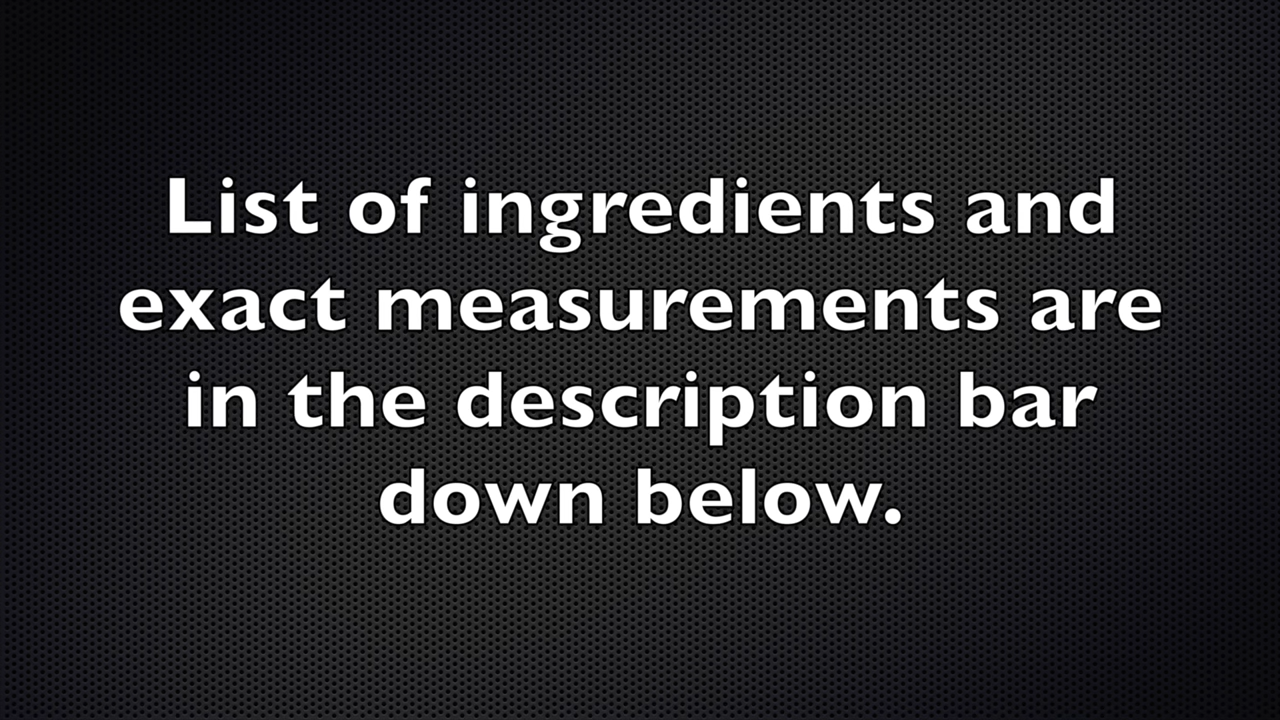 List of ingredients and
exact measurements are
in the description bar
down below.